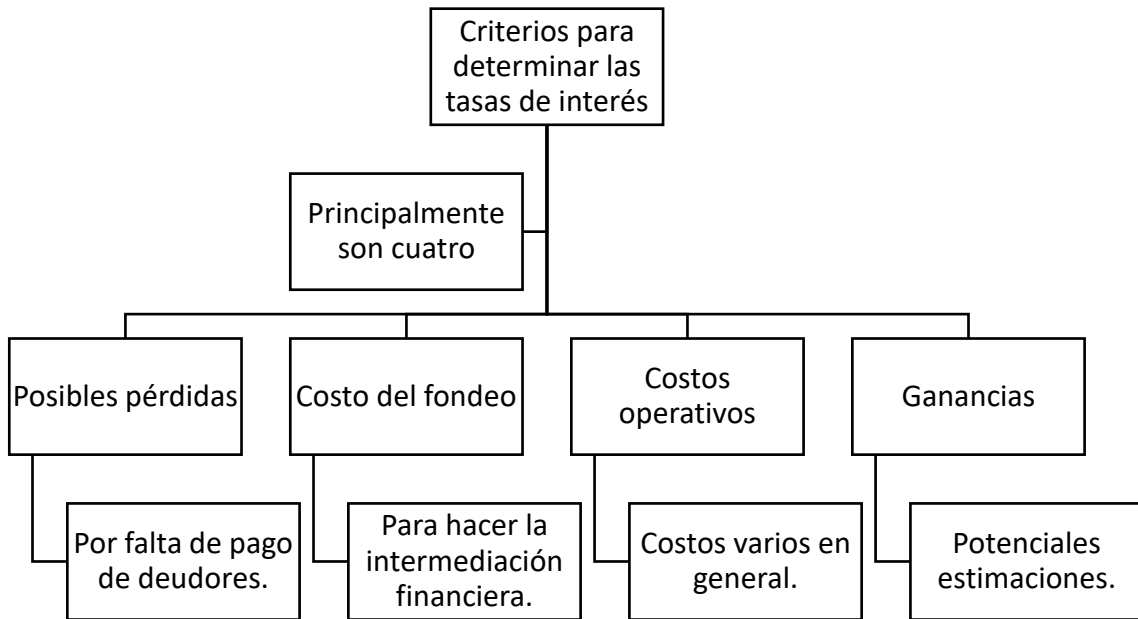 Criterios para
determinar las
tasas de interés
Principalmente
son cuatro
Posibles pérdidas
Costo del fondeo
Costos
operativos
Ganancias
Por falta de pago
de deudores.
Para hacer la
intermediación
financiera.
Costos varios en
general.
Potenciales
estimaciones.